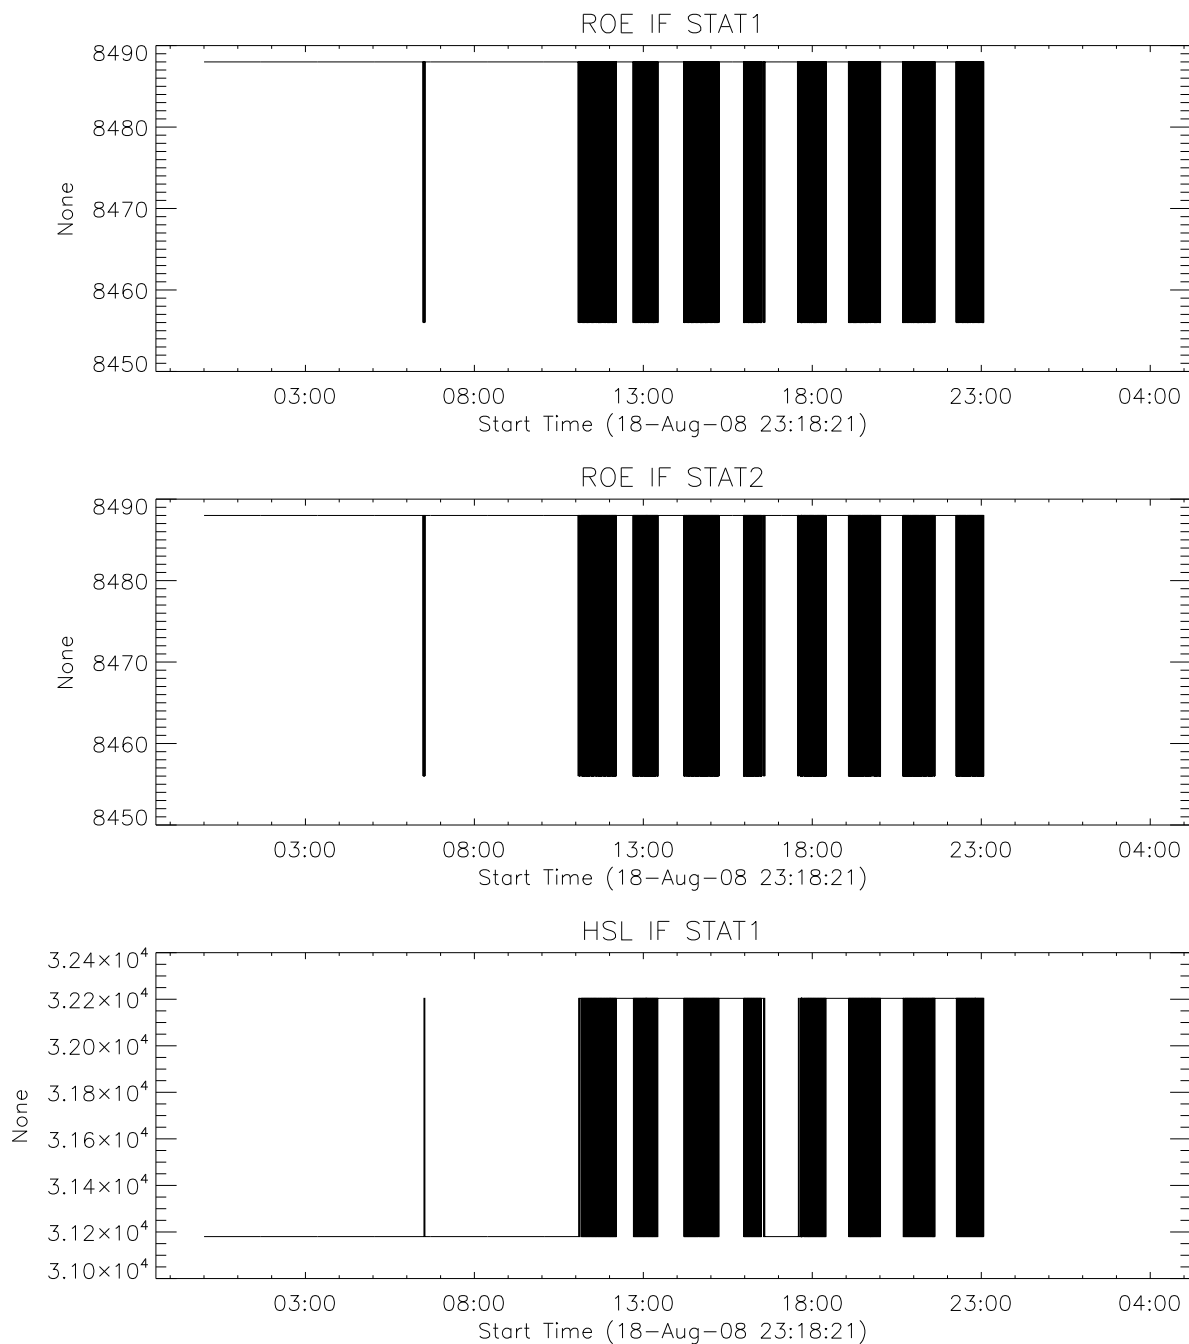 ROE IF STAT1
8490
8480
8470
8460
8450
None
03:00 08:00 13:00 18:00 23:00 04:00
Start Time (18-Aug-08 23:18:21)
ROE IF STAT2
8490
8480
8470
8460
8450
None
03:00 08:00 13:00 18:00 23:00 04:00
Start Time (18-Aug-08 23:18:21)
HSL IF STAT1
3.24×10⁴
3.22×10⁴
3.20×10⁴
3.18×10⁴
3.16×10⁴
3.14×10⁴
3.12×10⁴
3.10×10⁴
None
03:00 08:00 13:00 18:00 23:00 04:00
Start Time (18-Aug-08 23:18:21)